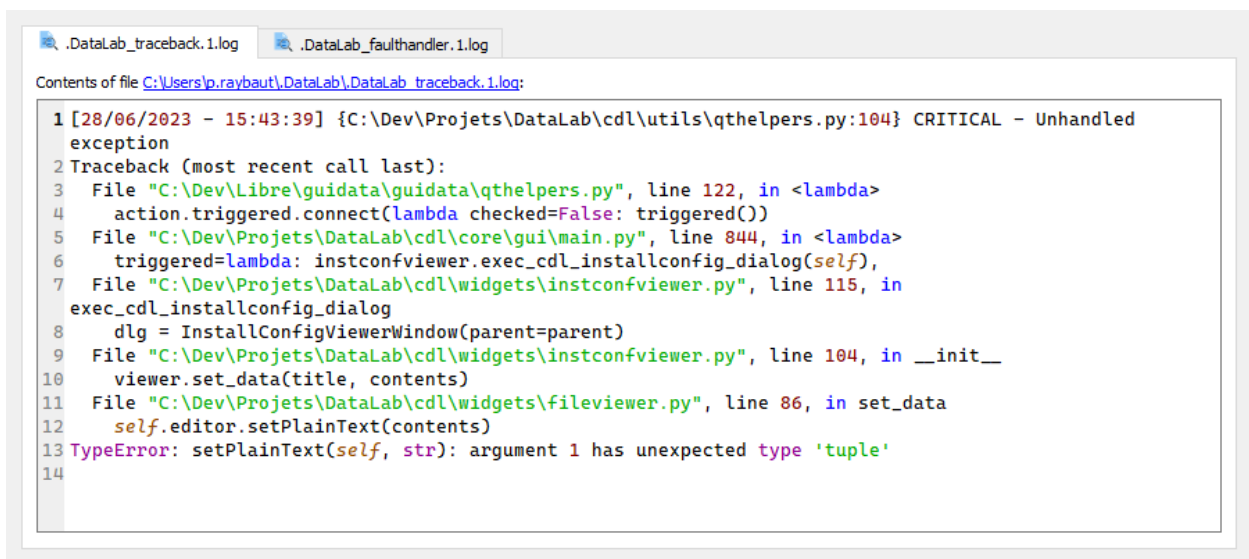 .DataLab_traceback.1.log .DataLab_faulthandler.1.log
Contents of file C:\Users\p.raybaut\.DataLab\.DataLab_traceback.1.log:
1 [28/06/2023 - 15:43:39] {C:\Dev\Projets\DataLab\cdl\utils\qthelpers.py:104} CRITICAL - Unhandled
exception
2 Traceback (most recent call last):
3   File "C:\Dev\Libre\guidata\guidata\qthelpers.py", line 122, in <lambda>
4     action.triggered.connect(lambda checked=False: triggered())
5   File "C:\Dev\Projets\DataLab\cdl\core\gui\main.py", line 844, in <lambda>
6     triggered=lambda: instconfviewer.exec_cdl_installconfig_dialog(self),
7   File "C:\Dev\Projets\DataLab\cdl\widgets\instconfviewer.py", line 115, in
exec_cdl_installconfig_dialog
8     dlg = InstallConfigViewerWindow(parent=parent)
9   File "C:\Dev\Projets\DataLab\cdl\widgets\instconfviewer.py", line 104, in __init__
10     viewer.set_data(title, contents)
11   File "C:\Dev\Projets\DataLab\cdl\widgets\fileviewer.py", line 86, in set_data
12     self.editor.setPlainText(contents)
13 TypeError: setPlainText(self, str): argument 1 has unexpected type 'tuple'
14